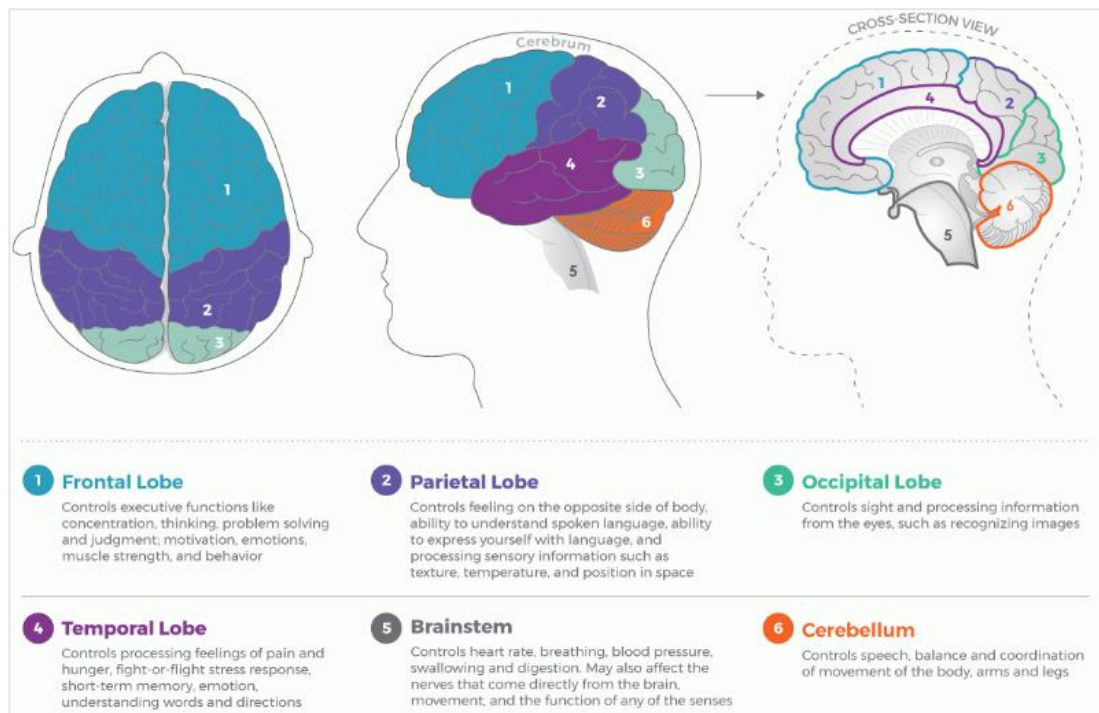 Cerebrum
CROSS-SECTION VIEW
1
2
3
1
2
3
4
5
6
1
2
3
4
5
6
1 Frontal Lobe
Controls executive functions like
concentration, thinking, problem solving
and judgment; motivation, emotions,
muscle strength, and behavior
2 Parietal Lobe
Controls feeling on the opposite side of body,
ability to understand spoken language, ability
to express yourself with language, and
processing sensory information such as
texture, temperature, and position in space
3 Occipital Lobe
Controls sight and processing information
from the eyes, such as recognizing images
4 Temporal Lobe
Controls processing feelings of pain and
hunger, fight-or-flight stress response,
short-term memory, emotion,
understanding words and directions
5 Brainstem
Controls heart rate, breathing, blood pressure,
swallowing and digestion. May also affect the
nerves that come directly from the brain,
movement, and the function of any of the senses
6 Cerebellum
Controls speech, balance and coordination
of movement of the body, arms and legs